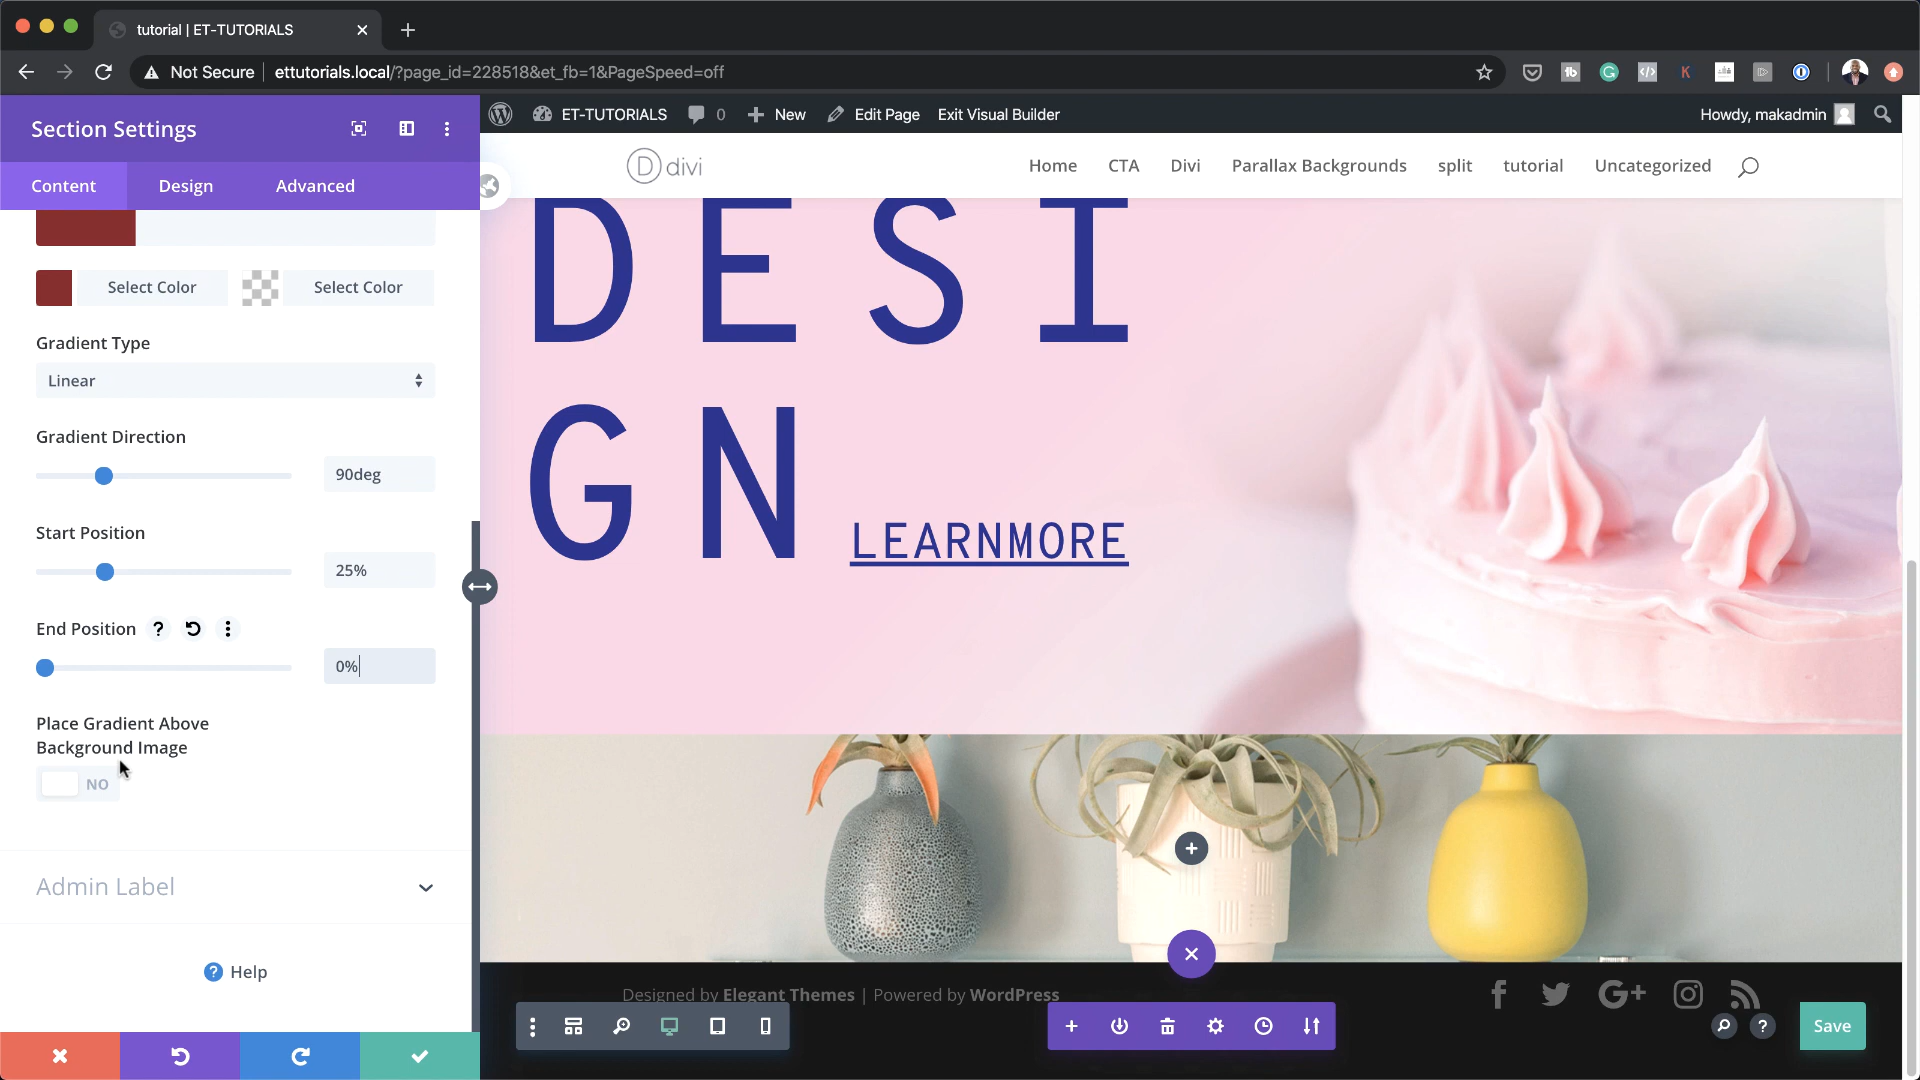 tutorial | ET-TUTORIALS
Not Secure
ettutorials.local/?page_id=228518&et_fb=1&PageSpeed=off
ET-TUTORIALS
0
New
Edit Page
Exit Visual Builder
Howdy, makadmin
Section Settings
Content
Design
Advanced
D divi
Home
CTA
Divi
Parallax Backgrounds
split
tutorial
Uncategorized
Select Color
Select Color
Gradient Type
Linear
Gradient Direction
90deg
Start Position
25%
End Position
0%
Place Gradient Above
Background Image
NO
Admin Label
Help
DESI
GN
LEARNMORE
Designed by Elegant Themes | Powered by WordPress
Save